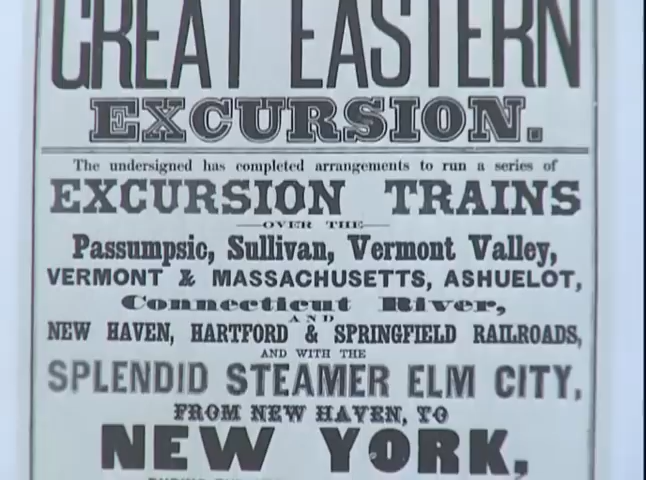 GREAT EASTERN
EXCURSION.
The undersigned has completed arrangements to run a series of
EXCURSION TRAINS
OVER THE
Passumpsic, Sullivan, Vermont Valley,
VERMONT & MASSACHUSETTS, ASHUELOT,
Connecticut River,
AND
NEW HAVEN, HARTFORD & SPRINGFIELD RAILROADS,
AND WITH THE
SPLENDID STEAMER ELM CITY,
FROM NEW HAVEN, TO
NEW YORK,